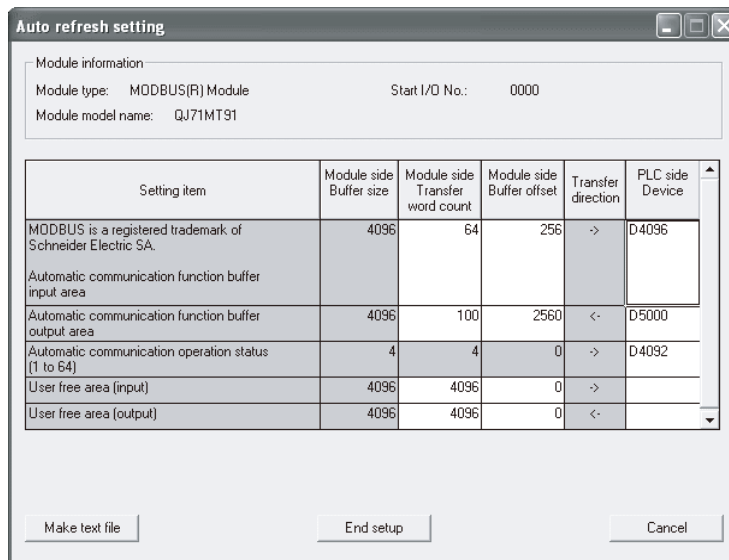 Auto refresh setting
Module information
Module type: MODBUS(R) Module Start I/O No.: 0000
Module model name: QJ71MT91
Setting item
Module side Buffer size
Module side Transfer word count
Module side Buffer offset
Transfer direction
PLC side Device
MODBUS is a registered trademark of
Schneider Electric SA.
Automatic communication function buffer
input area
4096 64 256 -> D4096
Automatic communication function buffer
output area
4096 100 2560 <- D5000
Automatic communication operation status
(1 to 64)
4 4 0 -> D4092
User free area (input) 4096 4096 0 ->
User free area (output) 4096 4096 0 <-
Make text file End setup Cancel